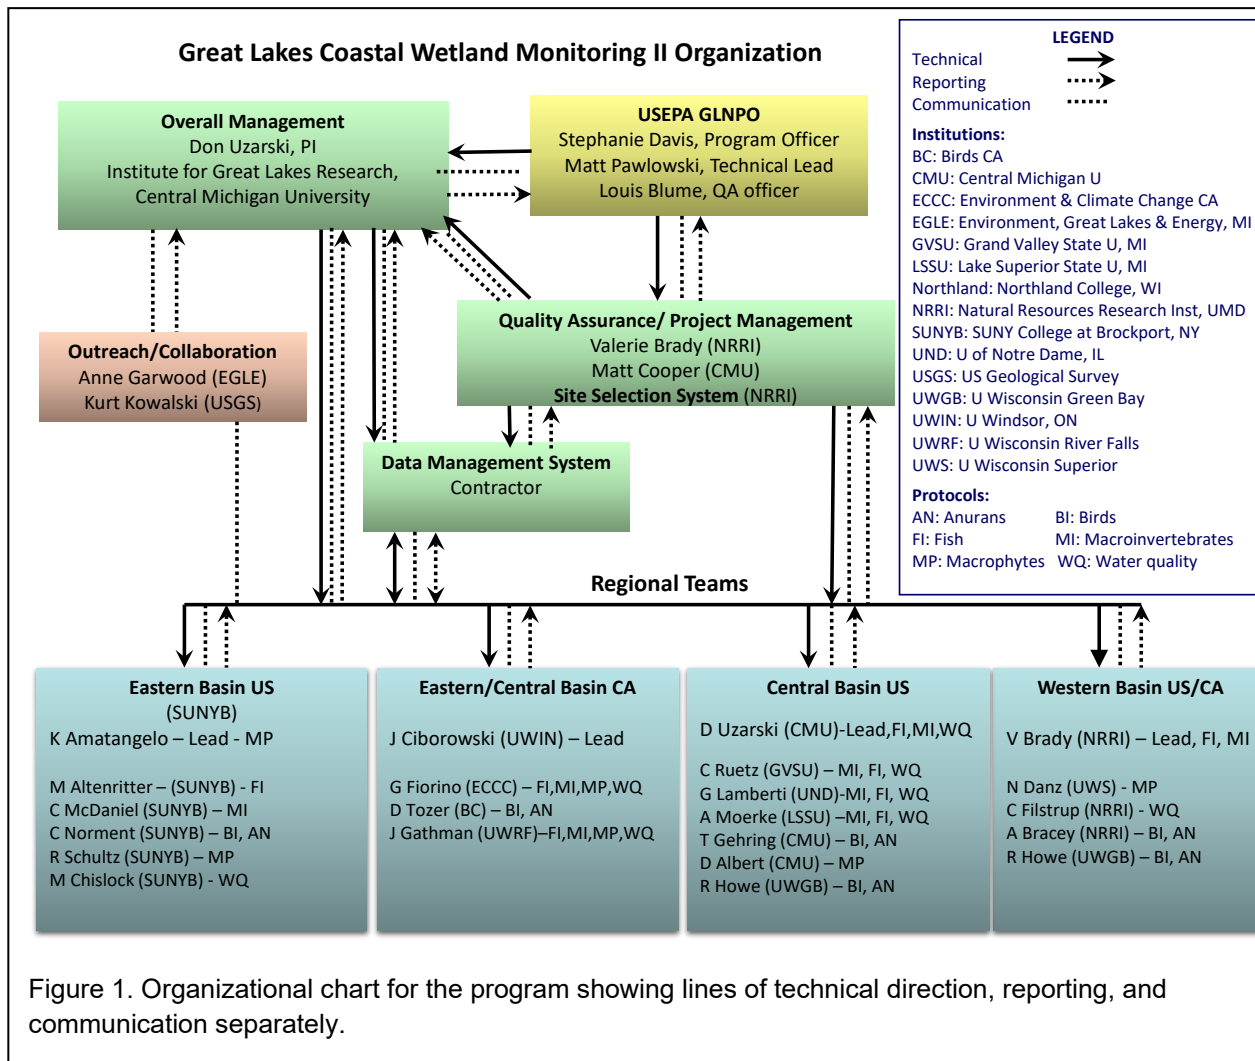 Great Lakes Coastal Wetland Monitoring II Organization
Overall Management
Don Uzarski, PI
Institute for Great Lakes Research,
Central Michigan University
USEPA GLNPO
Stephanie Davis, Program Officer
Matt Pawlowski, Technical Lead
Louis Blume, QA officer
LEGEND
Technical
Reporting
Communication
Institutions:
BC: Birds CA
CMU: Central Michigan U
ECCC: Environment & Climate Change CA
EGLE: Environment, Great Lakes & Energy, MI
GVSU: Grand Valley State U, MI
LSSU: Lake Superior State U, MI
Northland: Northland College, WI
NRRI: Natural Resources Research Inst, UMD
SUNYB: SUNY College at Brockport, NY
UND: U of Notre Dame, IL
USGS: US Geological Survey
UWGB: U Wisconsin Green Bay
UWIN: U Windsor, ON
UWRF: U Wisconsin River Falls
UWS: U Wisconsin Superior
Protocols:
AN: Anurans BI: Birds
FI: Fish MI: Macroinvertebrates
MP: Macrophytes WQ: Water quality
Outreach/Collaboration
Anne Garwood (EGLE)
Kurt Kowalski (USGS)
Quality Assurance/ Project Management
Valerie Brady (NRRI)
Matt Cooper (CMU)
Site Selection System (NRRI)
Data Management System
Contractor
Regional Teams
Eastern Basin US
(SUNYB)
K Amatangelo – Lead - MP
M Altenritter – (SUNYB) - FI
C McDaniel (SUNYB) – MI
C Norment (SUNYB) – BI, AN
R Schultz (SUNYB) – MP
M Chislock (SUNYB) - WQ
Eastern/Central Basin CA
J Ciborowski (UWIN) – Lead
G Fiorino (ECCC) – FI,MI,MP,WQ
D Tozer (BC) – BI, AN
J Gathman (UWRF)–FI,MI,MP,WQ
Central Basin US
D Uzarski (CMU)-Lead,FI,MI,WQ
C Ruetz (GVSU) – MI, FI, WQ
G Lamberti (UND)-MI, FI, WQ
A Moerke (LSSU) –MI, FI, WQ
T Gehring (CMU) – BI, AN
D Albert (CMU) – MP
R Howe (UWGB) – BI, AN
Western Basin US/CA
V Brady (NRRI) – Lead, FI, MI
N Danz (UWS) - MP
C Filstrup (NRRI) - WQ
A Bracey (NRRI) – BI, AN
R Howe (UWGB) – BI, AN
Figure 1. Organizational chart for the program showing lines of technical direction, reporting, and
communication separately.